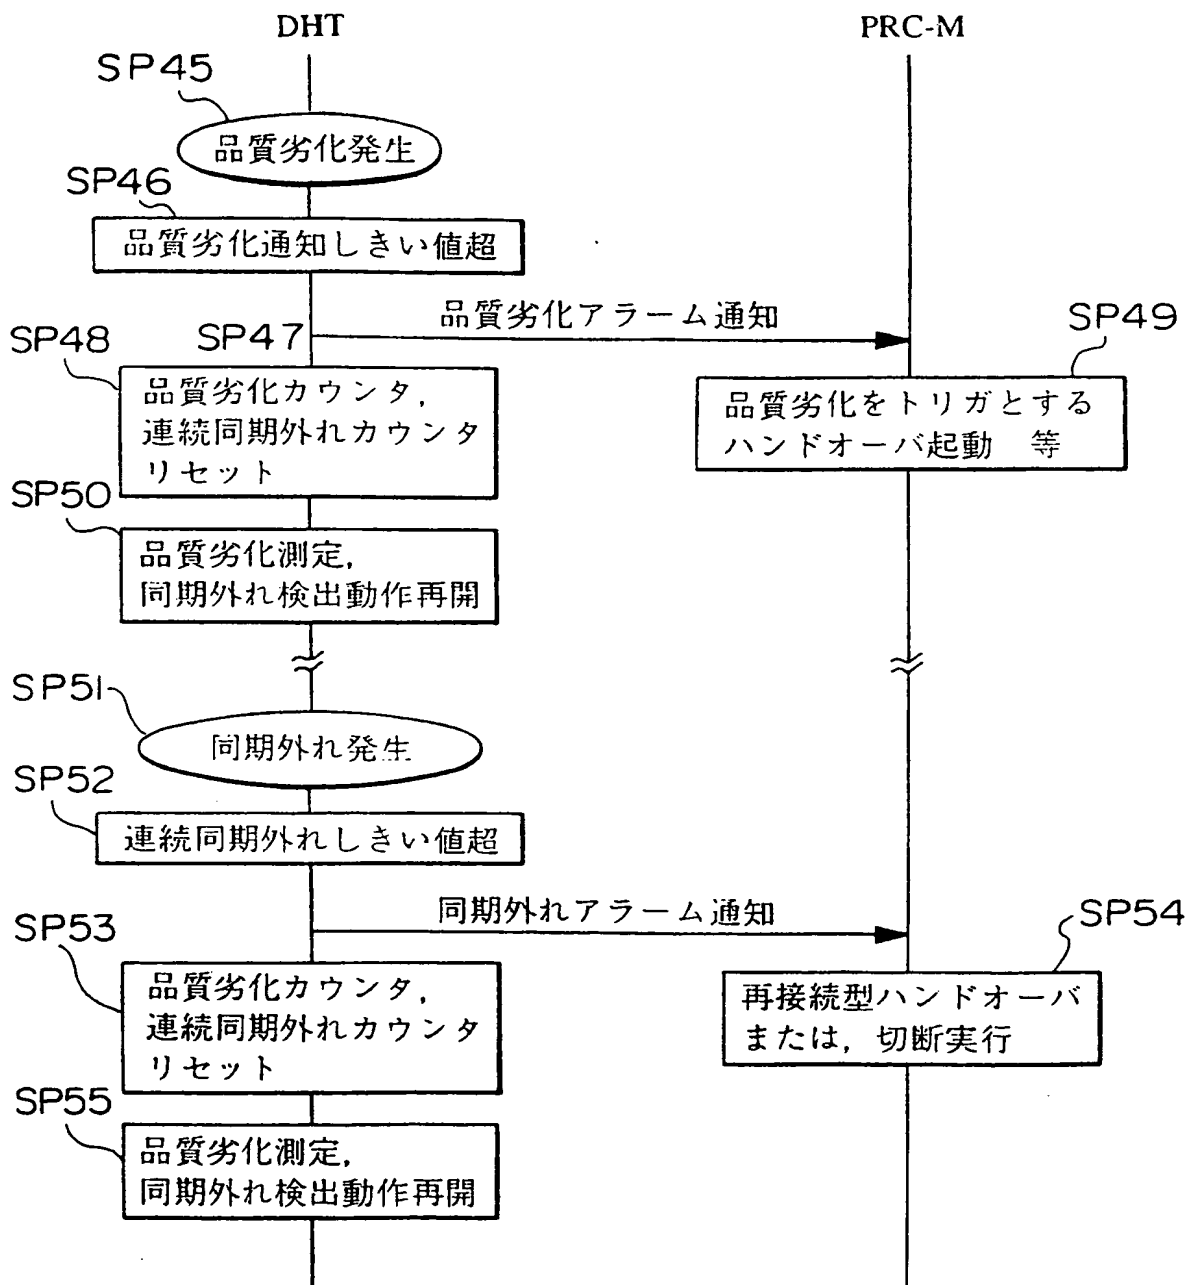 DHT
PRC-M
SP45
品質劣化発生
SP46
品質劣化通知しきい値超
品質劣化アラーム通知
SP47
SP48
品質劣化カウンタ,
連続同期外れカウンタ
リセット
SP49
品質劣化をトリガとする
ハンドオーバ起動 等
SP50
品質劣化測定,
同期外れ検出動作再開
SP51
同期外れ発生
SP52
連続同期外れしきい値超
同期外れアラーム通知
SP53
品質劣化カウンタ,
連続同期外れカウンタ
リセット
SP54
再接続型ハンドオーバ
または, 切断実行
SP55
品質劣化測定,
同期外れ検出動作再開